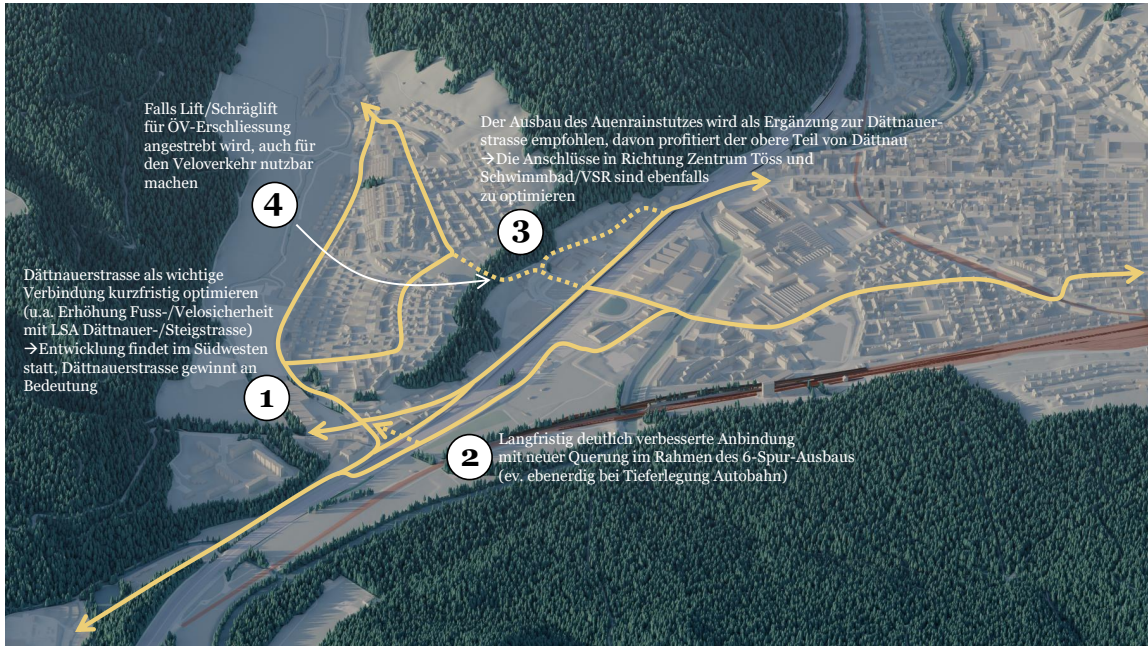 Falls Lift/Schräglift
für ÖV-Erschliessung
angestrebt wird, auch für
den Veloverkehr nutzbar
machen
4
Der Ausbau des Auenrainstutzes wird als Ergänzung zur Dättnauer-
strasse empfohlen, davon profitiert der obere Teil von Dättnau
→Die Anschlüsse in Richtung Zentrum Töss und
Schwimmbad/VSR sind ebenfalls
zu optimieren
3
Dättnauerstrasse als wichtige
Verbindung kurzfristig optimieren
(u.a. Erhöhung Fuss-/Velosicherheit
mit LSA Dättnauer-/Steigstrasse)
→Entwicklung findet im Südwesten
statt, Dättnauerstrasse gewinnt an
Bedeutung
1
2
Langfristig deutlich verbesserte Anbindung
mit neuer Querung im Rahmen des 6-Spur-Ausbaus
(ev. ebenerdig bei Tieferlegung Autobahn)